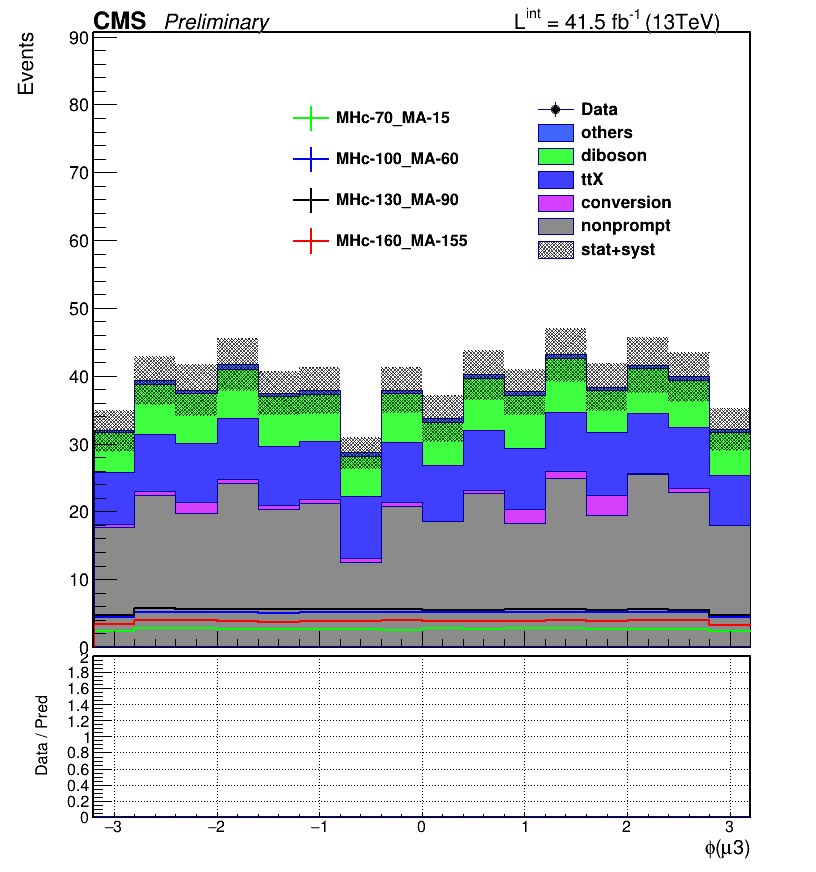 CMS Preliminary L^int = 41.5 fb^-1 (13TeV)
Events
90
80
70
60
50
40
30
20
10
0
MHc-70_MA-15
MHc-100_MA-60
MHc-130_MA-90
MHc-160_MA-155
Data
others
diboson
ttX
conversion
nonprompt
stat+syst
Data / Pred
2
1.8
1.6
1.4
1.2
1
0.8
0.6
0.4
0.2
0
−3 −2 −1 0 1 2 3
ϕ(μ3)